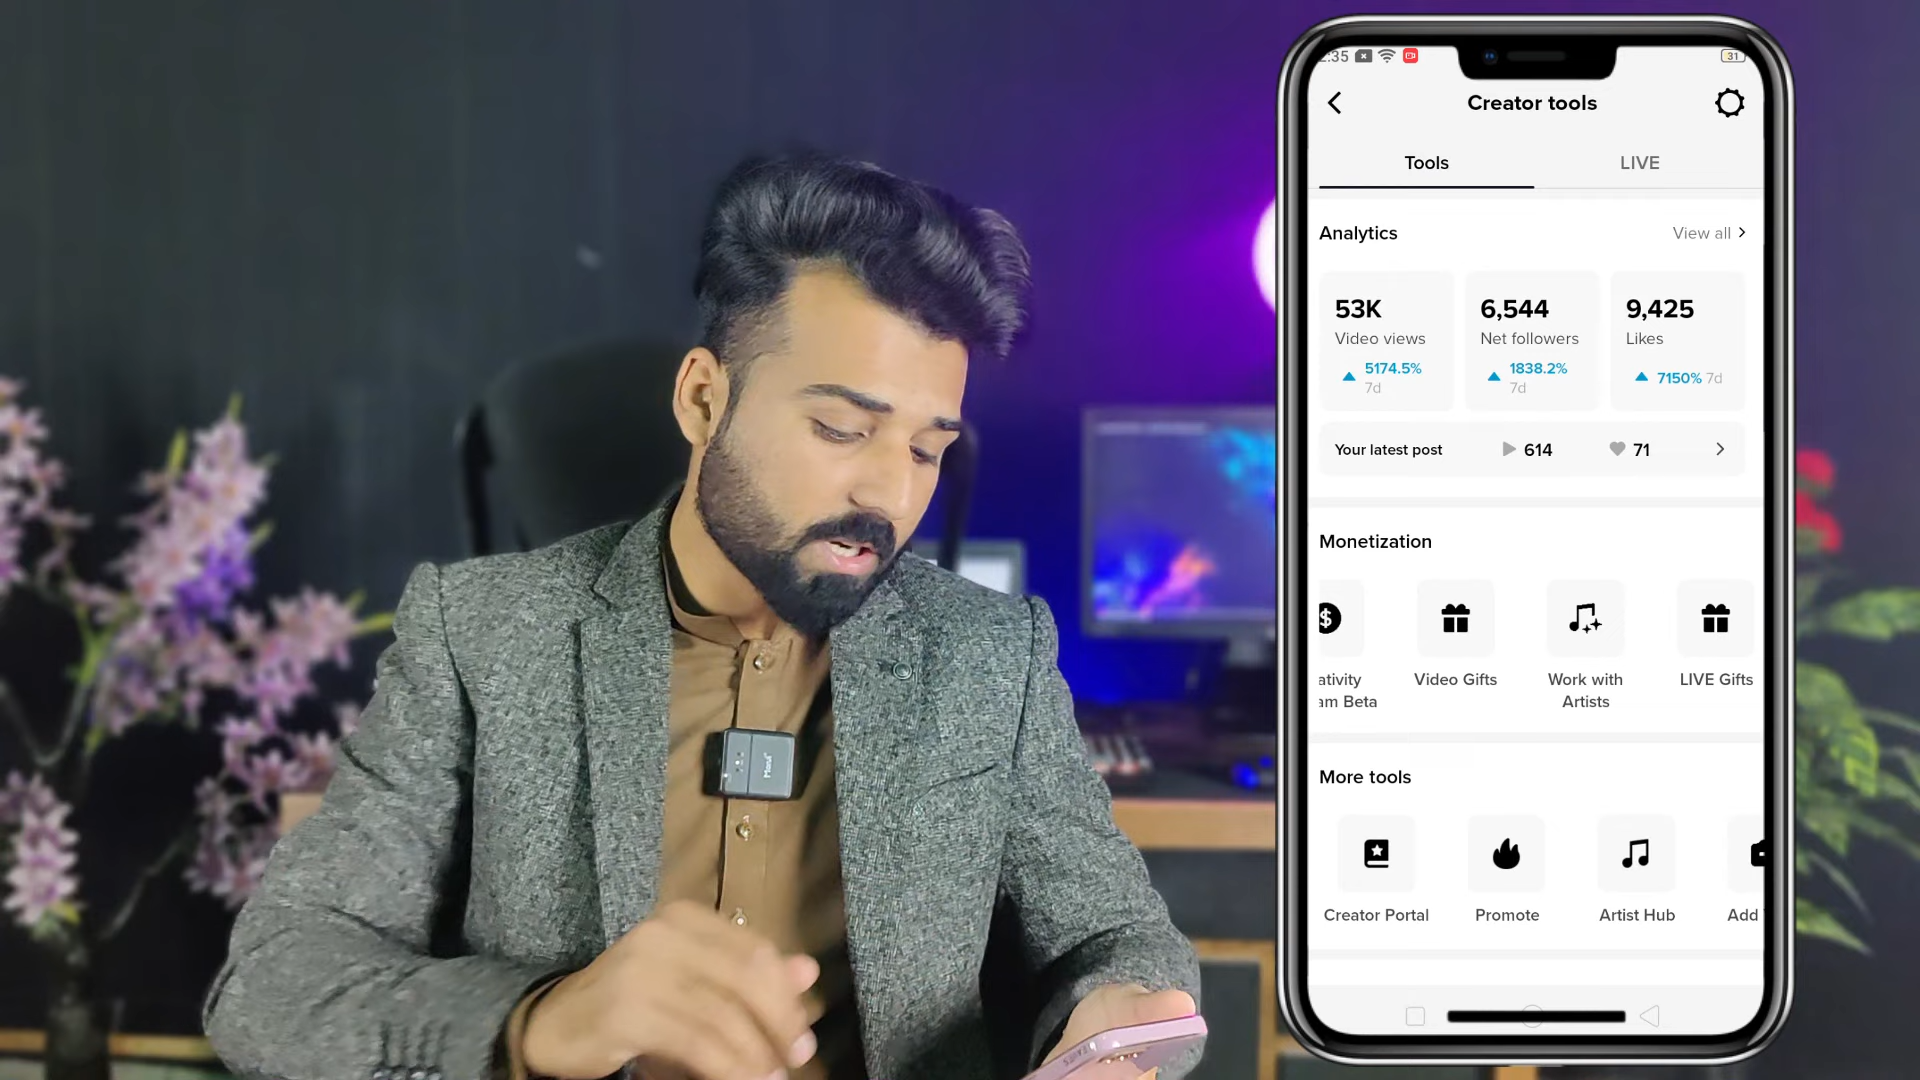 :35
31
Creator tools
Tools
LIVE
Analytics
View all
53K
Video views
5174.5%
7d
6,544
Net followers
1838.2%
7d
9,425
Likes
7150% 7d
Your latest post
614
71
Monetization
ativity
am Beta
Video Gifts
Work with
Artists
LIVE Gifts
More tools
Creator Portal
Promote
Artist Hub
Add